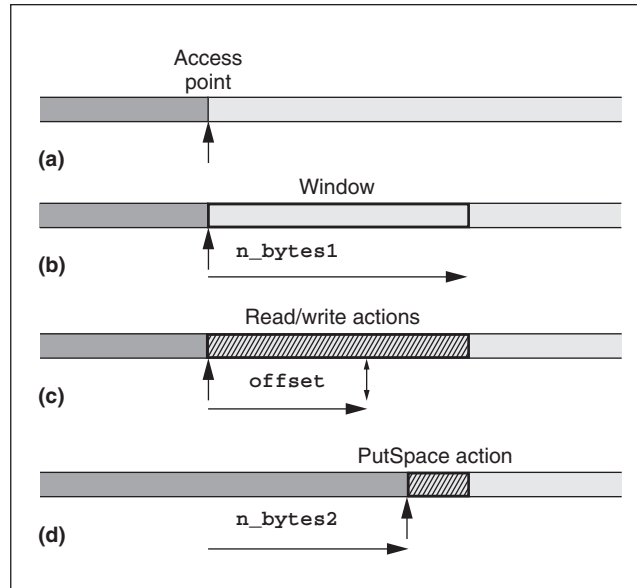 Access
point
(a)
Window
n_bytes1
(b)
Read/write actions
offset
(c)
PutSpace action
n_bytes2
(d)